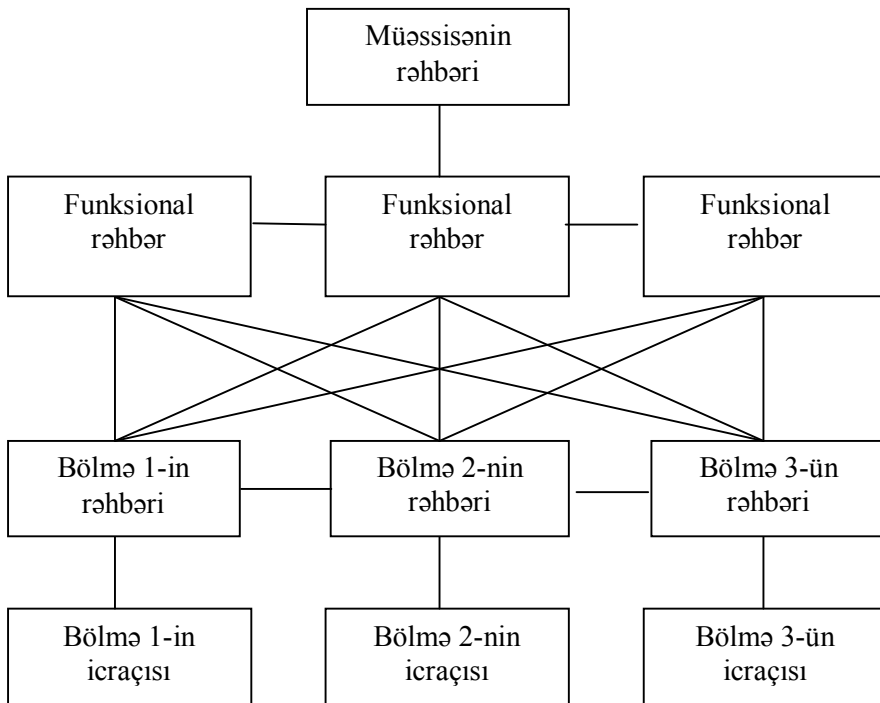 Müəssisənin
rəhbəri
Funksional
rəhbər
Funksional
rəhbər
Funksional
rəhbər
Bölmə 1-in
rəhbəri
Bölmə 2-nin
rəhbəri
Bölmə 3-ün
rəhbəri
Bölmə 1-in
icraçısı
Bölmə 2-nin
icraçısı
Bölmə 3-ün
icraçısı